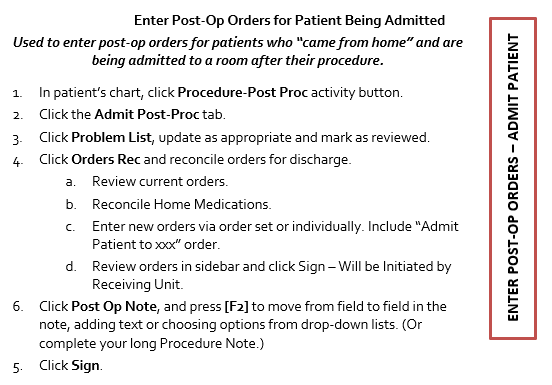 Enter Post-Op Orders for Patient Being Admitted
Used to enter post-op orders for patients who “came from home” and are
being admitted to a room after their procedure.
1. In patient’s chart, click Procedure-Post Proc activity button.
2. Click the Admit Post-Proc tab.
3. Click Problem List, update as appropriate and mark as reviewed.
4. Click Orders Rec and reconcile orders for discharge.
a. Review current orders.
b. Reconcile Home Medications.
c. Enter new orders via order set or individually. Include “Admit
Patient to xxx” order.
d. Review orders in sidebar and click Sign – Will be Initiated by
Receiving Unit.
6. Click Post Op Note, and press [F2] to move from field to field in the
note, adding text or choosing options from drop-down lists. (Or
complete your long Procedure Note.)
5. Click Sign.
ENTER POST-OP ORDERS – ADMIT PATIENT